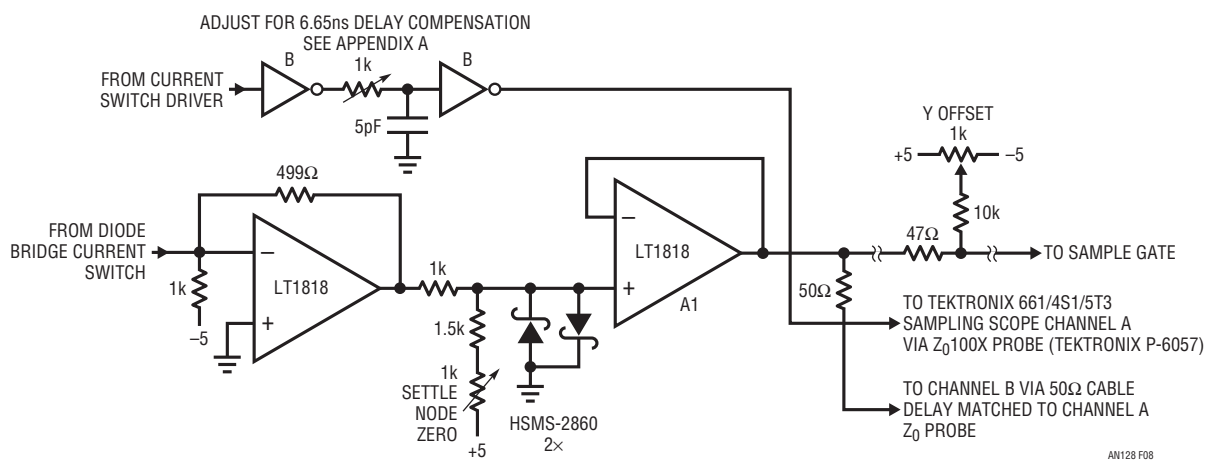 ADJUST FOR 6.65ns DELAY COMPENSATION
SEE APPENDIX A
B
1k
B
FROM CURRENT
SWITCH DRIVER
5pF
Y OFFSET
1k
+5
–5
10k
499Ω
FROM DIODE
BRIDGE CURRENT
SWITCH
–
LT1818
+
1k
–5
1k
–
LT1818
+
A1
47Ω
TO SAMPLE GATE
50Ω
1.5k
1k
SETTLE
NODE
ZERO
+5
HSMS-2860
2×
TO TEKTRONIX 661/4S1/5T3
SAMPLING SCOPE CHANNEL A
VIA Z0100X PROBE (TEKTRONIX P-6057)
TO CHANNEL B VIA 50Ω CABLE
DELAY MATCHED TO CHANNEL A
Z0 PROBE
AN128 F08